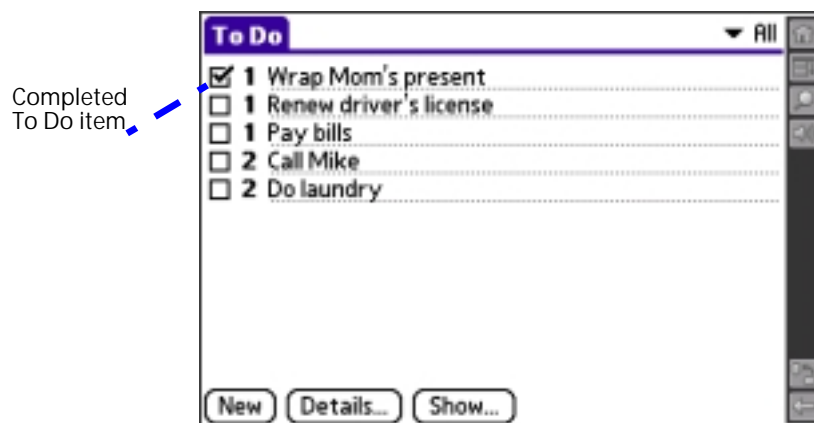 To Do
All
Completed
To Do item
1 Wrap Mom's present
1 Renew driver's license
1 Pay bills
2 Call Mike
2 Do laundry
New Details... Show...